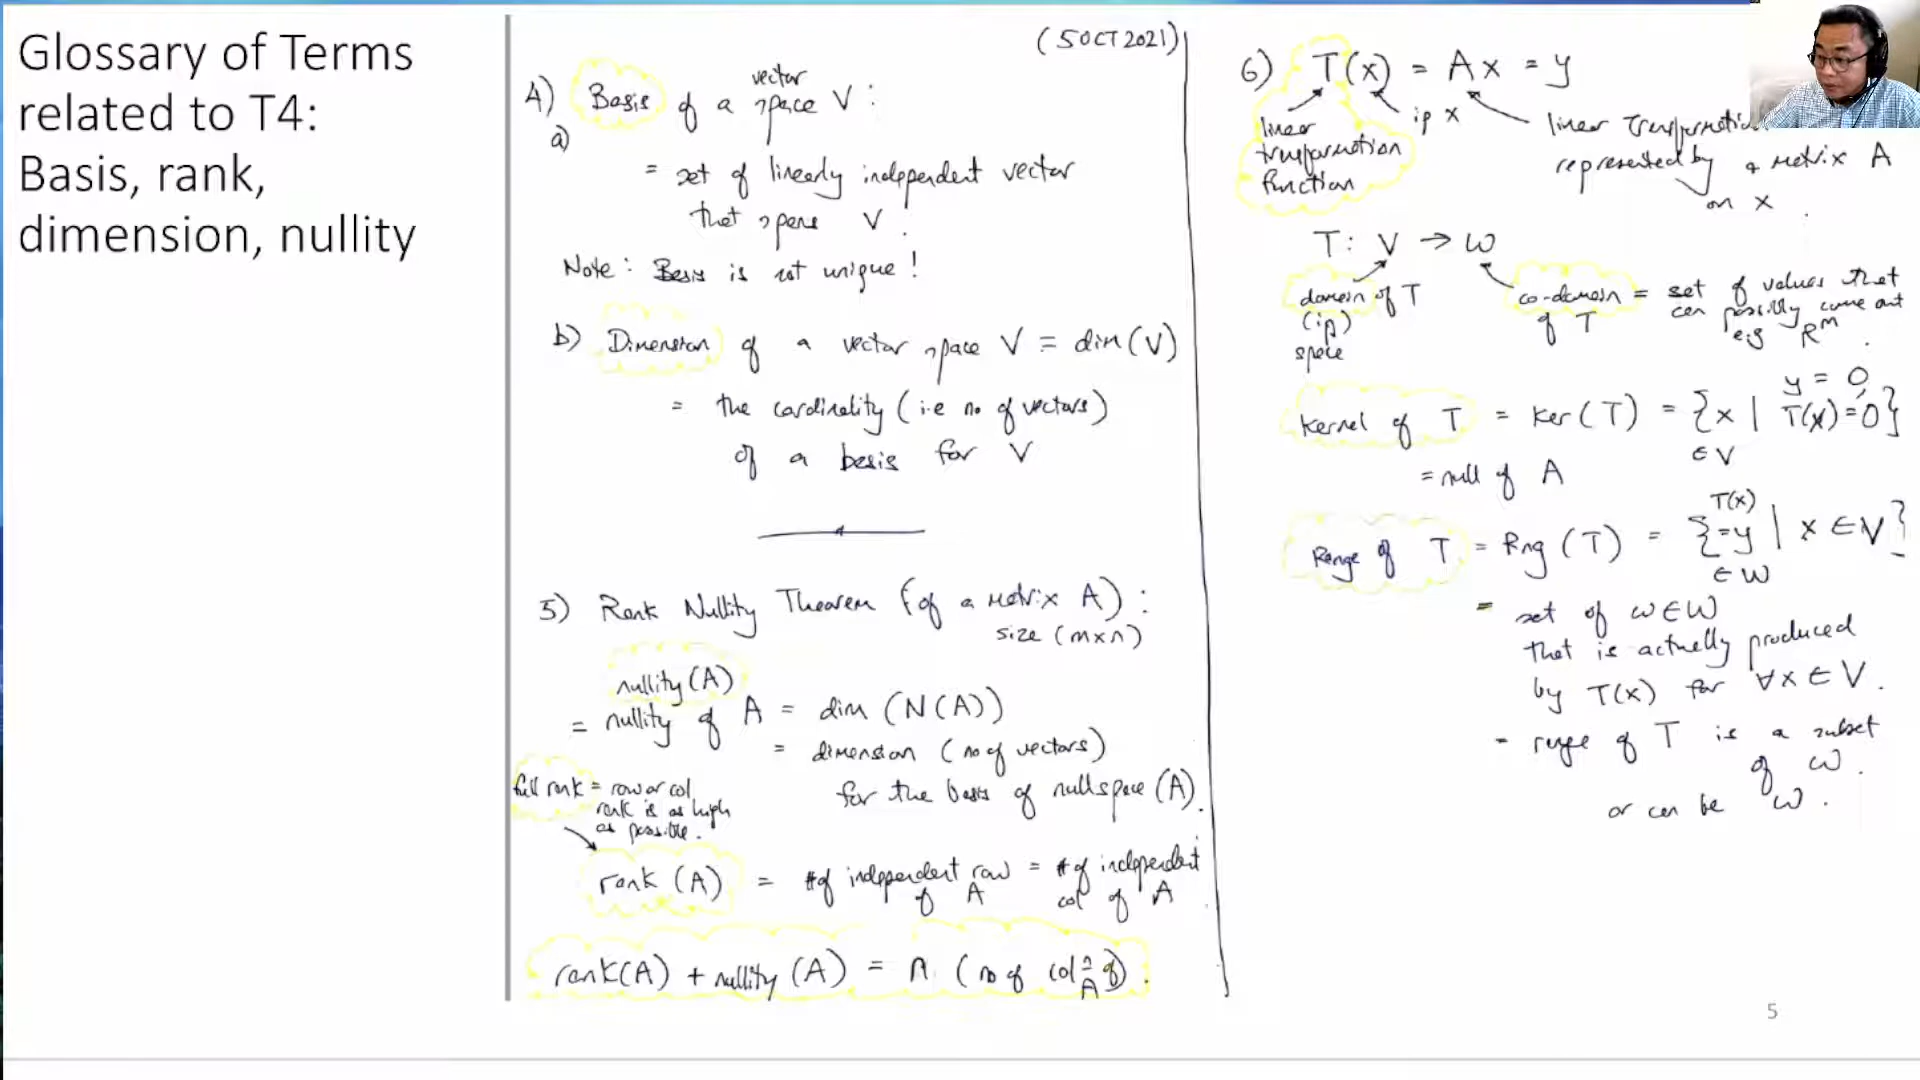 Glossary of Terms
related to T4:
Basis, rank,
dimension, nullity
(5 OCT 2021)
4) Basis of a vector space V :
a)
= set of linearly independent vector
that spans V.
Note : Basis is not unique !
b) Dimension of a vector space V = dim(V)
= the cardinality (i.e no of vectors)
of a basis for V
5) Rank Nullity Theorem (of a matrix A) :
size (m×n)
nullity(A)
= nullity of A = dim (N(A))
= dimension (no of vectors)
for the basis of nullspace (A).
full rank = row or col
rank is as high
as possible.
rank (A) = # of independent row = # of independent
of A col of A
rank(A) + nullity (A) = n. (no of col of A).
6) T(x) = Ax = y
linear
transformation
function
ip x
linear transformation
represented by a matrix A
on x
T: V → W
domain of T
(ip)
space
co-domain = set of values that
of T can possibly come out
e.g R^m.
y = 0,
Kernel of T = Ker(T) = {x | T(x)=0}
∈ V
= null of A
T(x)
Range of T = Rng (T) = {=y | x ∈ V}
∈ W
= set of w ∈ W
that is actually produced
by T(x) for ∀x ∈ V.
= range of T is a subset
of W.
or can be W.
5